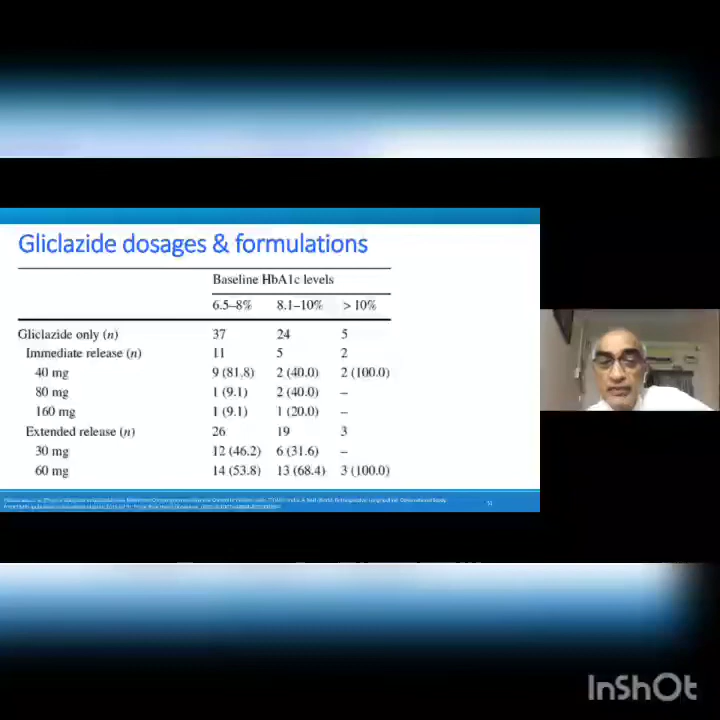 Gliclazide dosages & formulations
Baseline HbA1c levels
6.5–8% 8.1–10% > 10%
Gliclazide only (n) 37 24 5
Immediate release (n) 11 5 2
40 mg 9 (81.8) 2 (40.0) 2 (100.0)
80 mg 1 (9.1) 2 (40.0) –
160 mg 1 (9.1) 1 (20.0) –
Extended release (n) 26 19 3
30 mg 12 (46.2) 6 (31.6) –
60 mg 14 (53.8) 13 (68.4) 3 (100.0)
InShOt